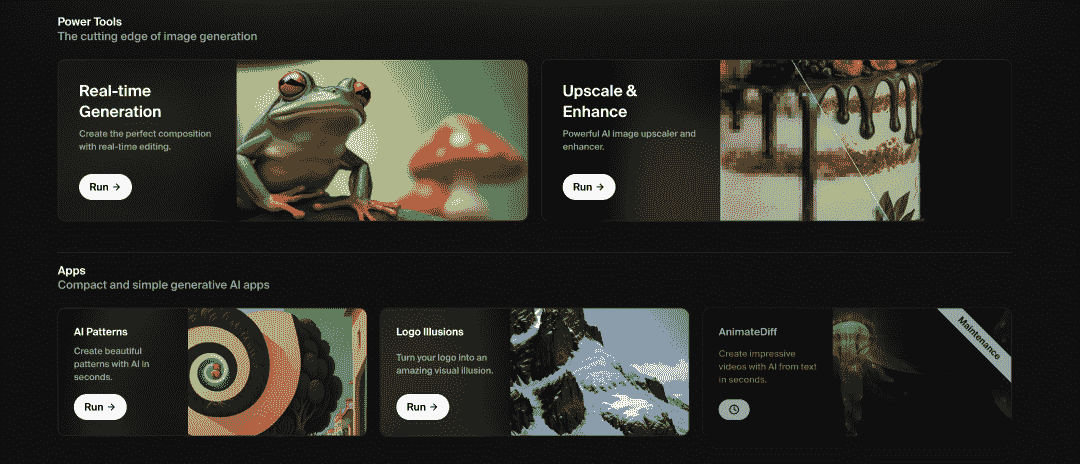 Power Tools
The cutting edge of image generation
Real-time
Generation
Create the perfect composition
with real-time editing.
Run →
Upscale &
Enhance
Powerful AI image upscaler and
enhancer.
Run →
Apps
Compact and simple generative AI apps
AI Patterns
Create beautiful
patterns with AI in
seconds.
Run →
Logo Illusions
Turn your logo into an
amazing visual illusion.
Run →
AnimateDiff
Create impressive
videos with AI from text
in seconds.
Maintenance